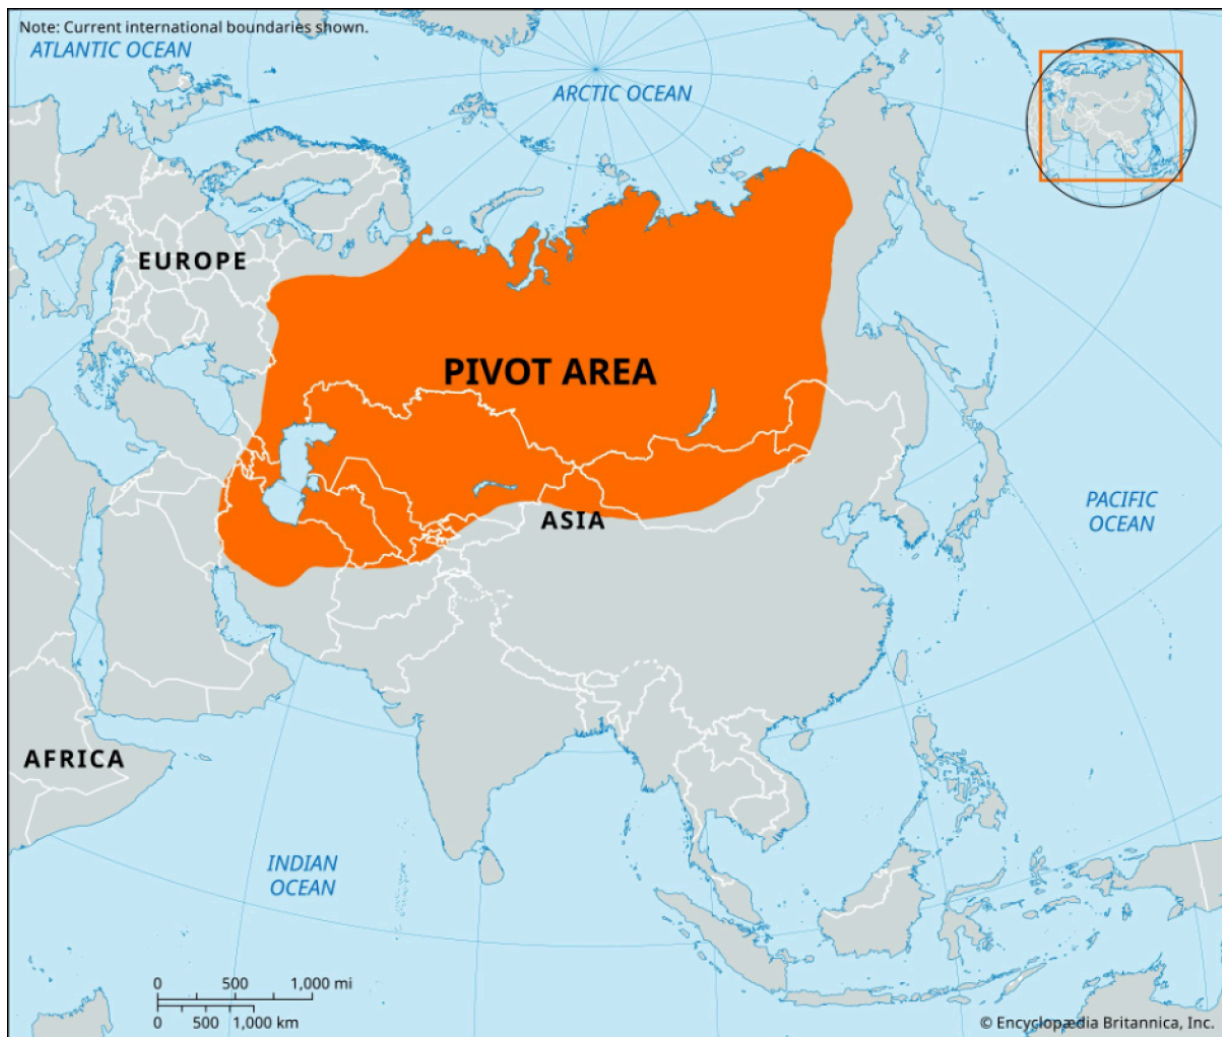 Note: Current international boundaries shown.
ATLANTIC OCEAN
ARCTIC OCEAN
EUROPE
PIVOT AREA
ASIA
PACIFIC
OCEAN
AFRICA
INDIAN
OCEAN
0 500 1,000 mi
0 500 1,000 km
© Encyclopædia Britannica, Inc.